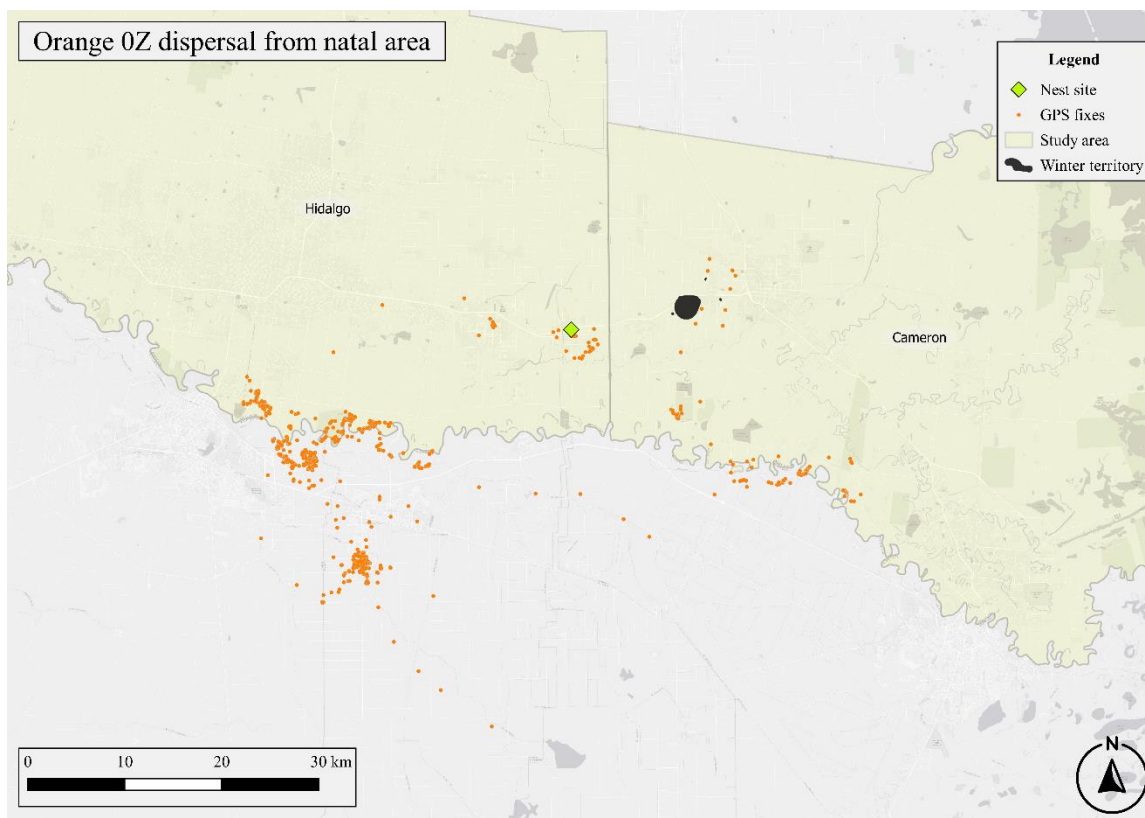 Orange 0Z dispersal from natal area
Legend
Nest site
GPS fixes
Study area
Winter territory
Hidalgo
Cameron
0 10 20 30 km
N